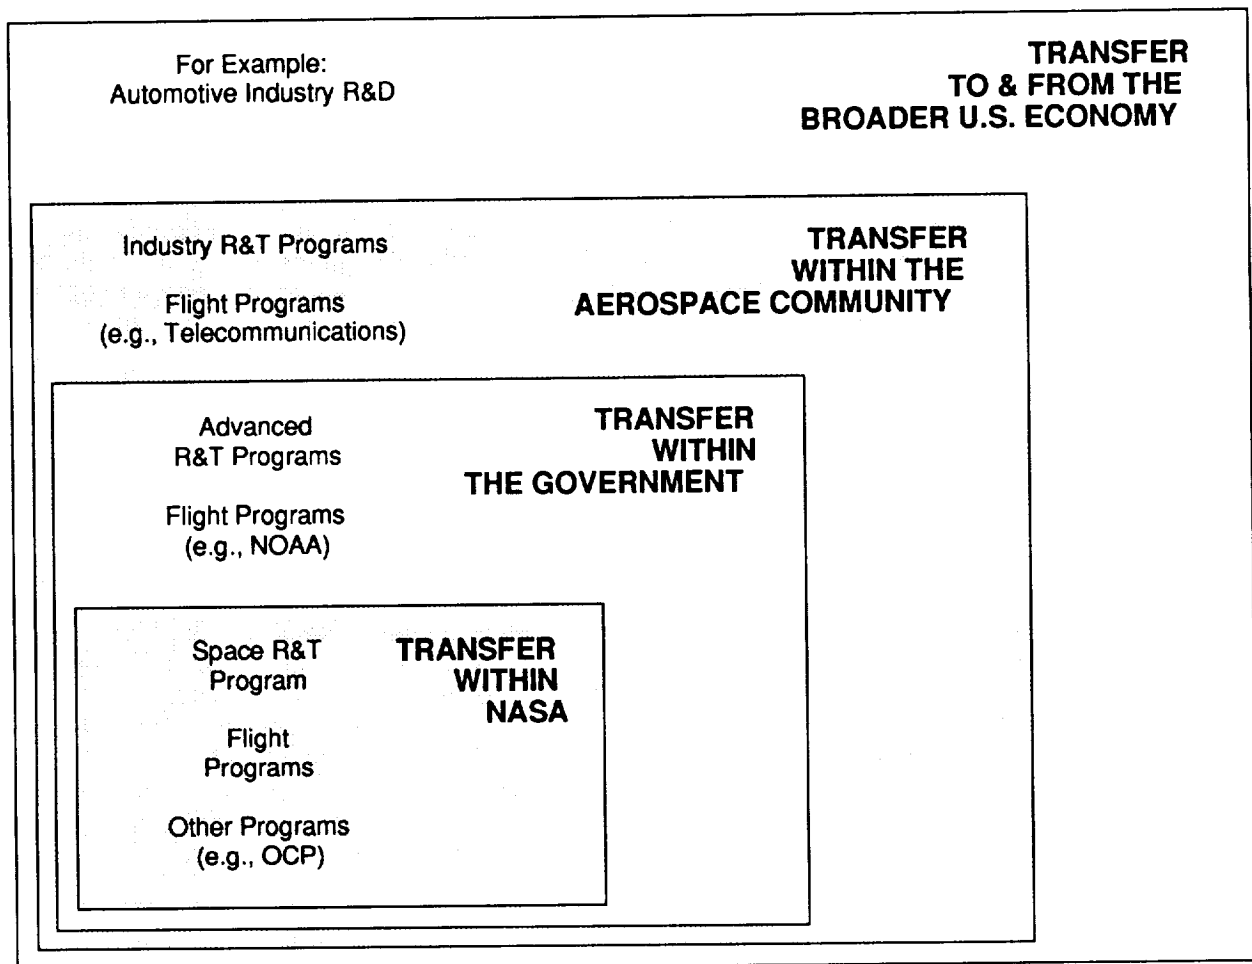 For Example:
Automotive Industry R&D
TRANSFER
TO & FROM THE
BROADER U.S. ECONOMY
Industry R&T Programs
Flight Programs
(e.g., Telecommunications)
TRANSFER
WITHIN THE
AEROSPACE COMMUNITY
Advanced
R&T Programs
Flight Programs
(e.g., NOAA)
TRANSFER
WITHIN
THE GOVERNMENT
Space R&T
Program
Flight
Programs
Other Programs
(e.g., OCP)
TRANSFER
WITHIN
NASA